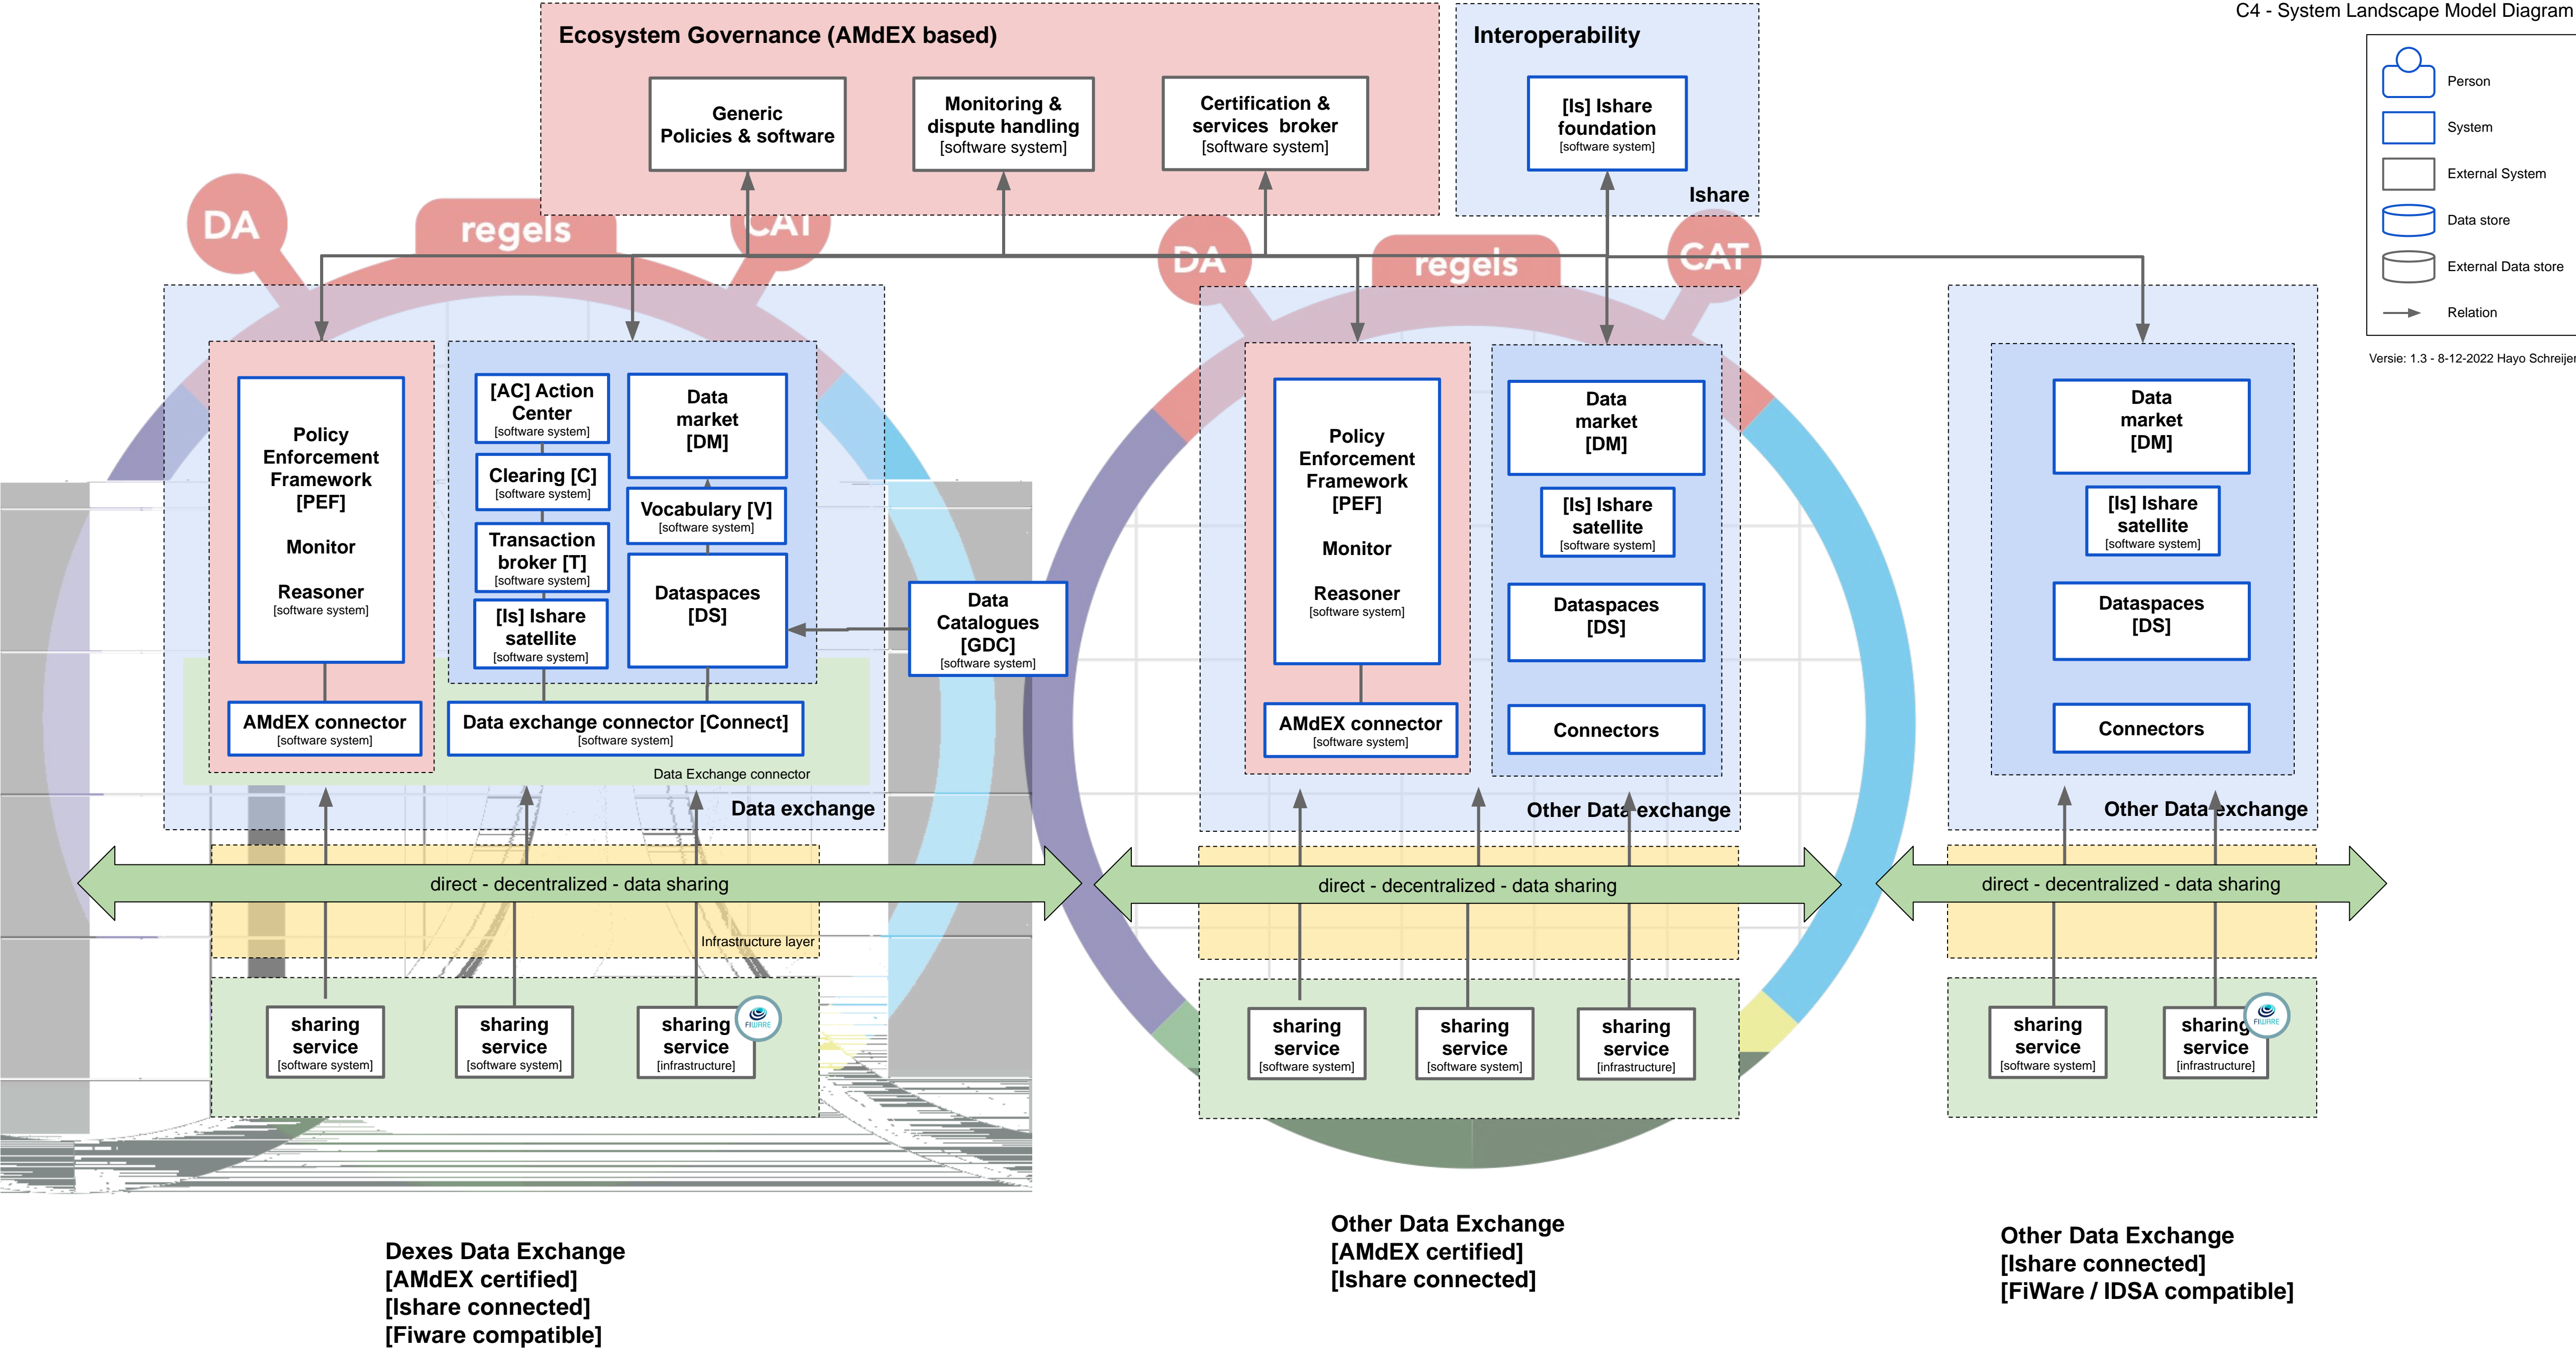 C4 - System Landscape Model Diagram
Ecosystem Governance (AMdEX based)
Generic
Policies & software
Monitoring &
dispute handling
[software system]
Certification &
services broker
[software system]
Interoperability
[Is] Ishare
foundation
[software system]
Ishare
Person
System
External System
Data store
External Data store
Relation
Versie: 1.3 - 8-12-2022 Hayo Schreijer
DA
regels
CAT
DA
regels
CAT
Policy
Enforcement
Framework
[PEF]
Monitor
Reasoner
[software system]
AMdEX connector
[software system]
[AC] Action
Center
[software system]
Clearing [C]
[software system]
Transaction
broker [T]
[software system]
[Is] Ishare
satellite
[software system]
Data
market
[DM]
Vocabulary [V]
[software system]
Dataspaces
[DS]
Data exchange connector [Connect]
[software system]
Data Exchange connector
Data exchange
Data
Catalogues
[GDC]
[software system]
Policy
Enforcement
Framework
[PEF]
Monitor
Reasoner
[software system]
AMdEX connector
[software system]
Data
market
[DM]
[Is] Ishare
satellite
[software system]
Dataspaces
[DS]
Connectors
Other Data exchange
Data
market
[DM]
[Is] Ishare
satellite
[software system]
Dataspaces
[DS]
Connectors
Other Data exchange
direct - decentralized - data sharing
direct - decentralized - data sharing
direct - decentralized - data sharing
Infrastructure layer
sharing
service
[software system]
sharing
service
[software system]
sharing
service
[infrastructure]
FIWARE
sharing
service
[software system]
sharing
service
[software system]
sharing
service
[infrastructure]
sharing
service
[software system]
sharing
service
[infrastructure]
FIWARE
Dexes Data Exchange
[AMdEX certified]
[Ishare connected]
[Fiware compatible]
Other Data Exchange
[AMdEX certified]
[Ishare connected]
Other Data Exchange
[Ishare connected]
[FiWare / IDSA compatible]